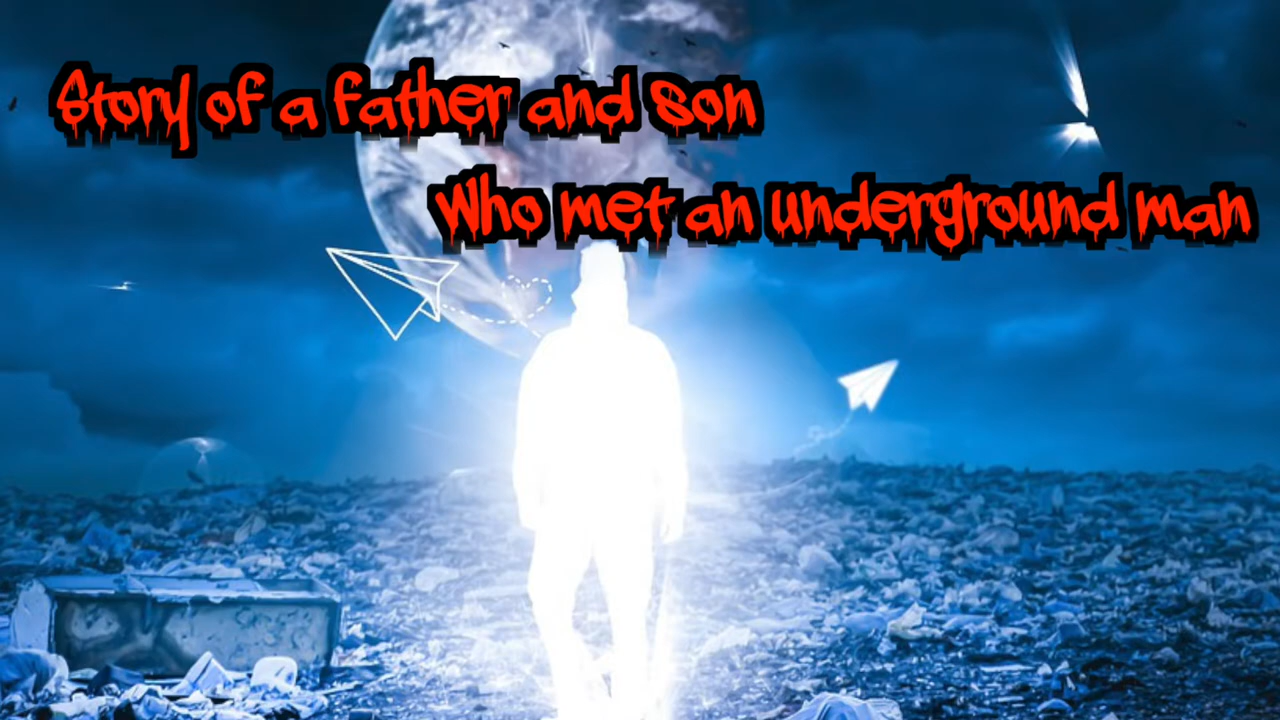 Story of a father and son
Who met an underground man